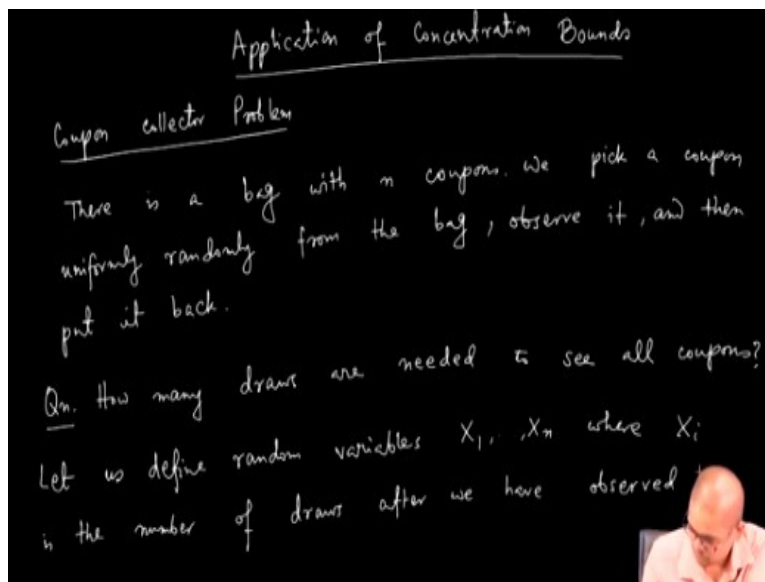 Application of Concentration Bounds
Coupon collector Problem
There is a bag with n coupons. We pick a coupon
uniformly randomly from the bag, observe it, and then
put it back.
Qn. How many draws are needed to see all coupons?
Let us define random variables X₁, .., Xₙ where Xᵢ
is the number of draws after we have observed